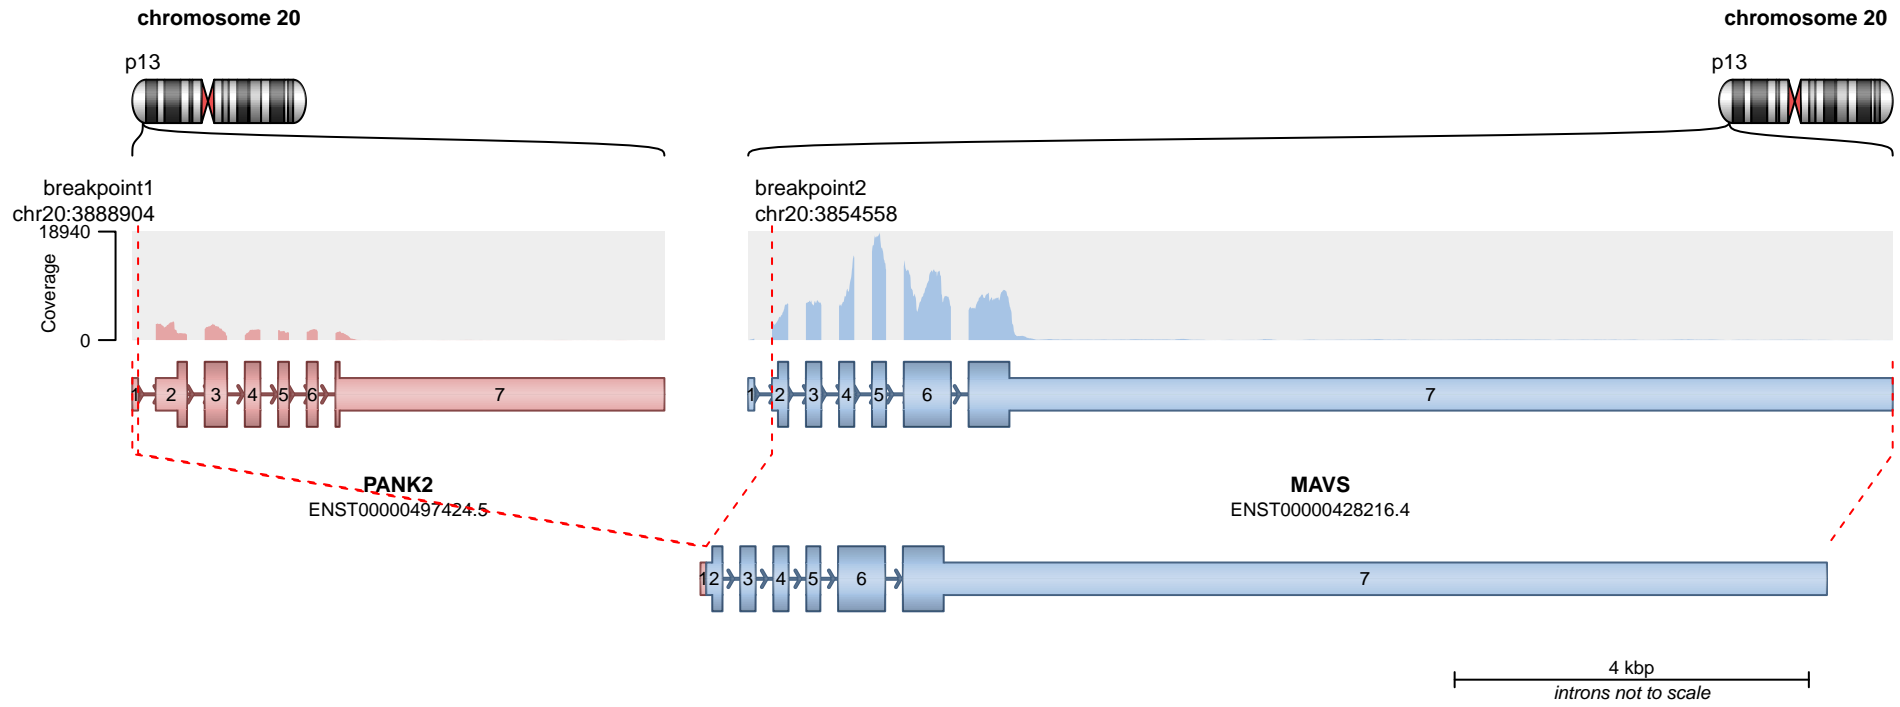 chromosome 20
chromosome 20
p13
p13
breakpoint1
chr20:3888904
breakpoint2
chr20:3854558
18940
Coverage
0
1 2 3 4 5 6 7
1 2 3 4 5 6 7
PANK2
ENST00000497424.5
MAVS
ENST00000428216.4
1 2 3 4 5 6 7
4 kbp
introns not to scale